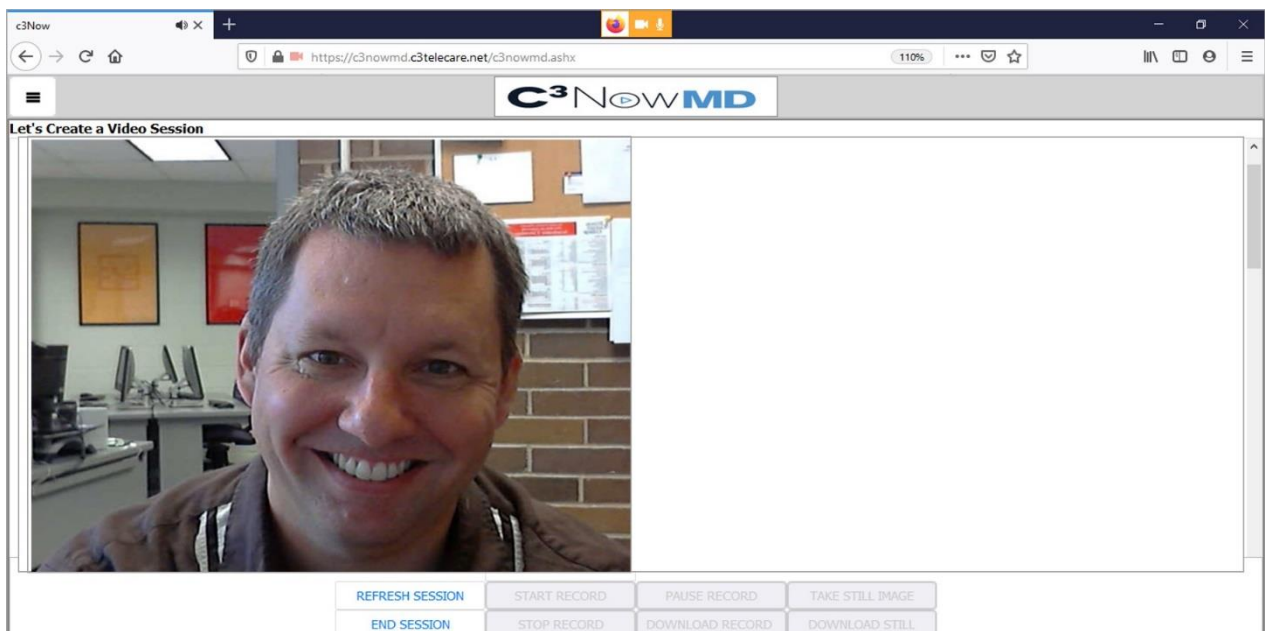 c3Now
https://c3nowmd.c3telecare.net/c3nowmd.ashx
110%
C³NowMD
Let's Create a Video Session
REFRESH SESSION START RECORD PAUSE RECORD TAKE STILL IMAGE
END SESSION STOP RECORD DOWNLOAD RECORD DOWNLOAD STILL